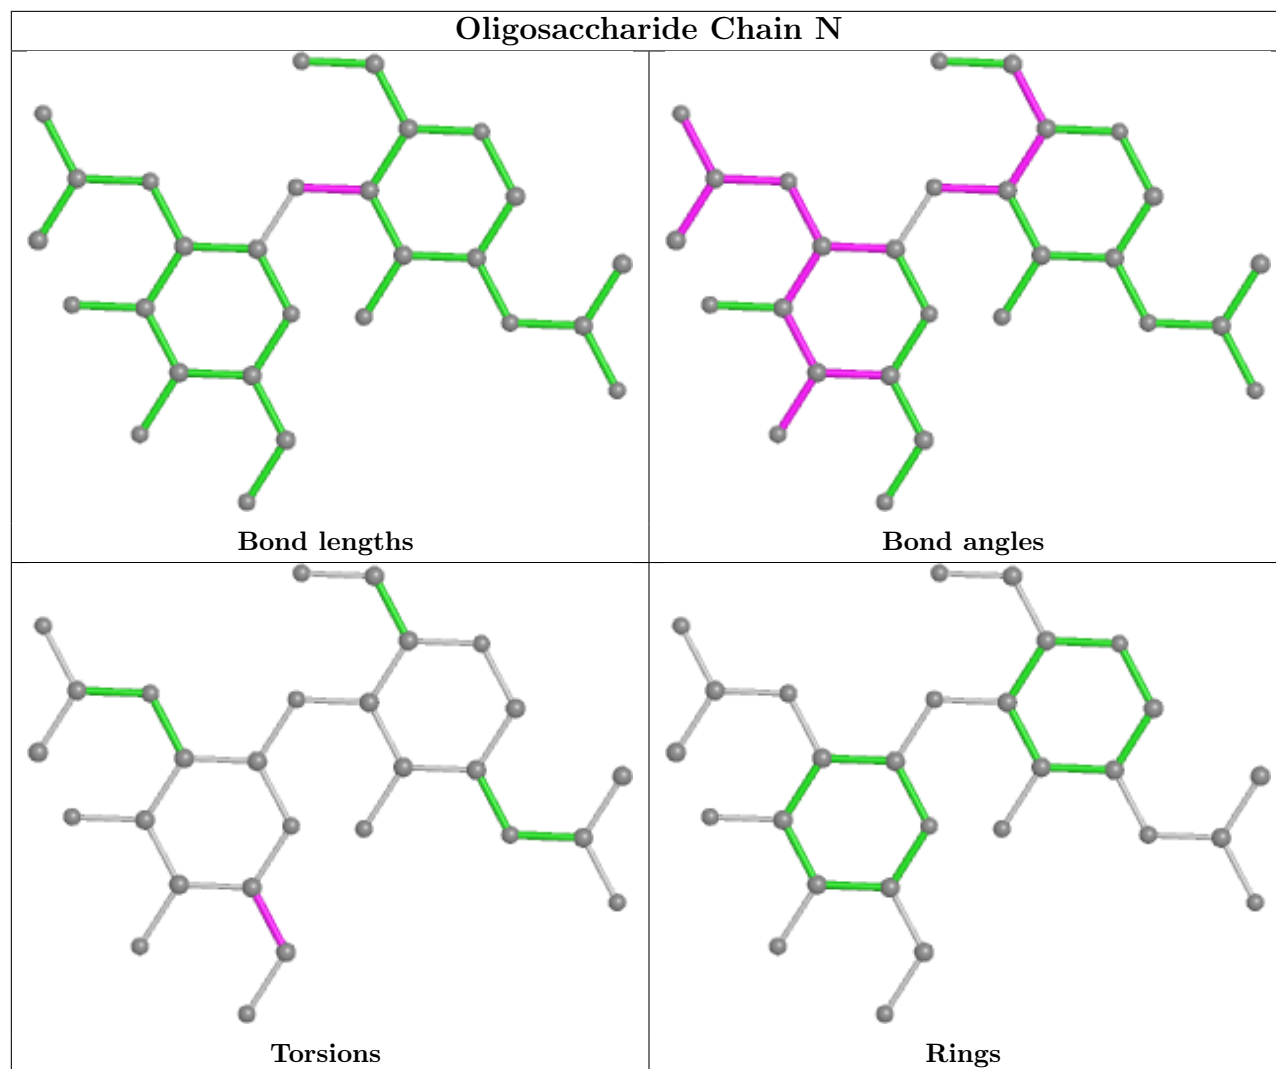 Oligosaccharide Chain N
Bond lengths
Bond angles
Torsions
Rings